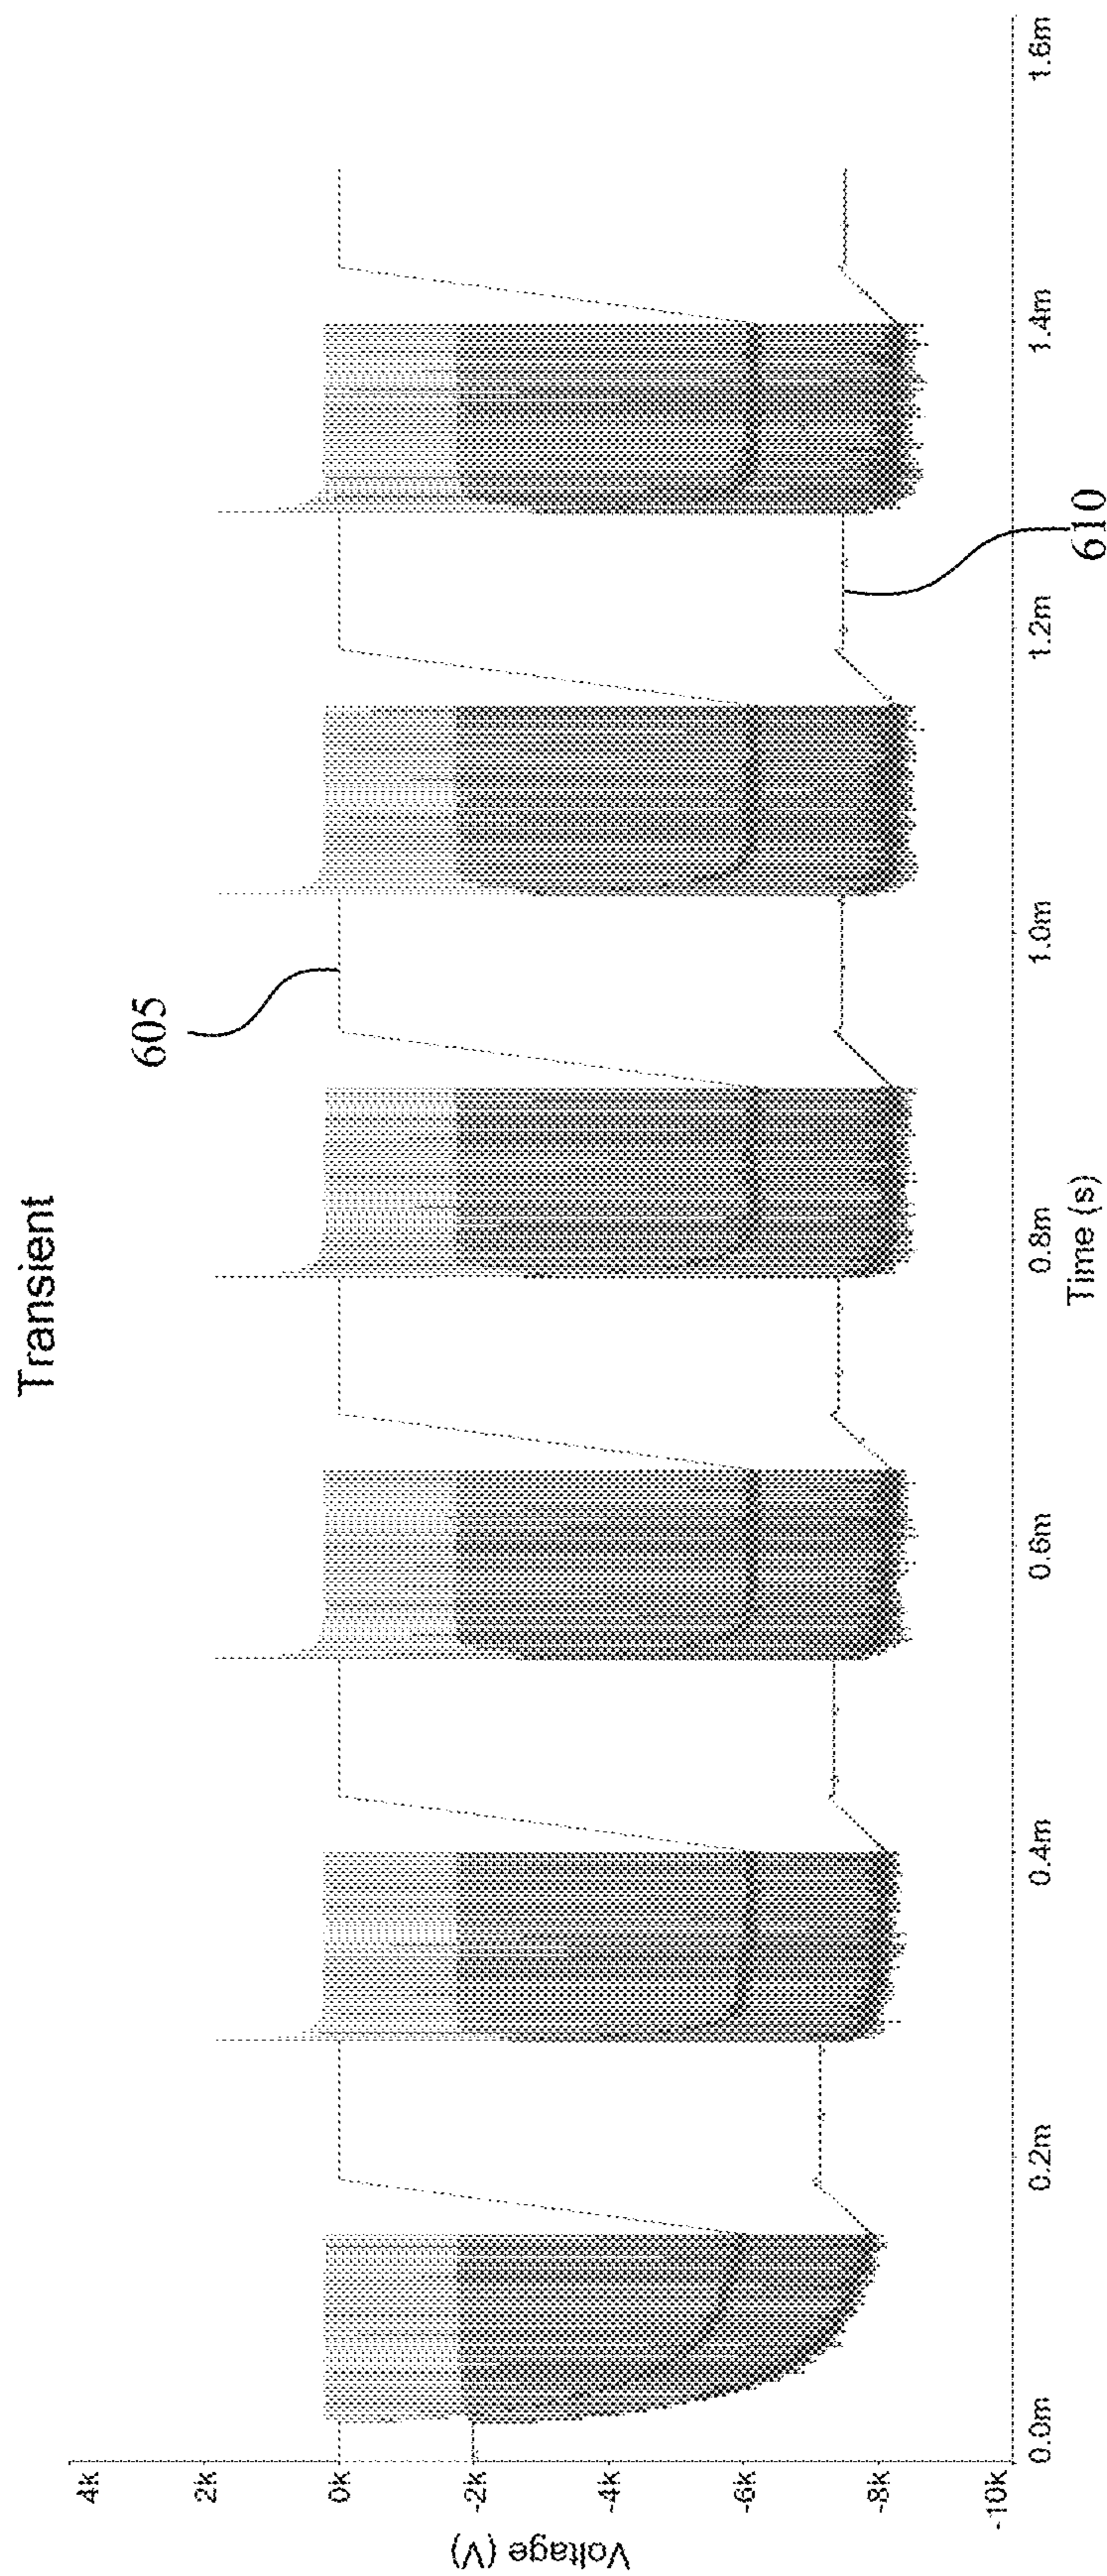 Transient
605
4k
2k
0k
-2k
-4k
-6k
-8k
-10k
Voltage (V)
0.0m
0.2m
0.4m
0.6m
0.8m
1.0m
1.2m
1.4m
1.6m
Time (s)
610